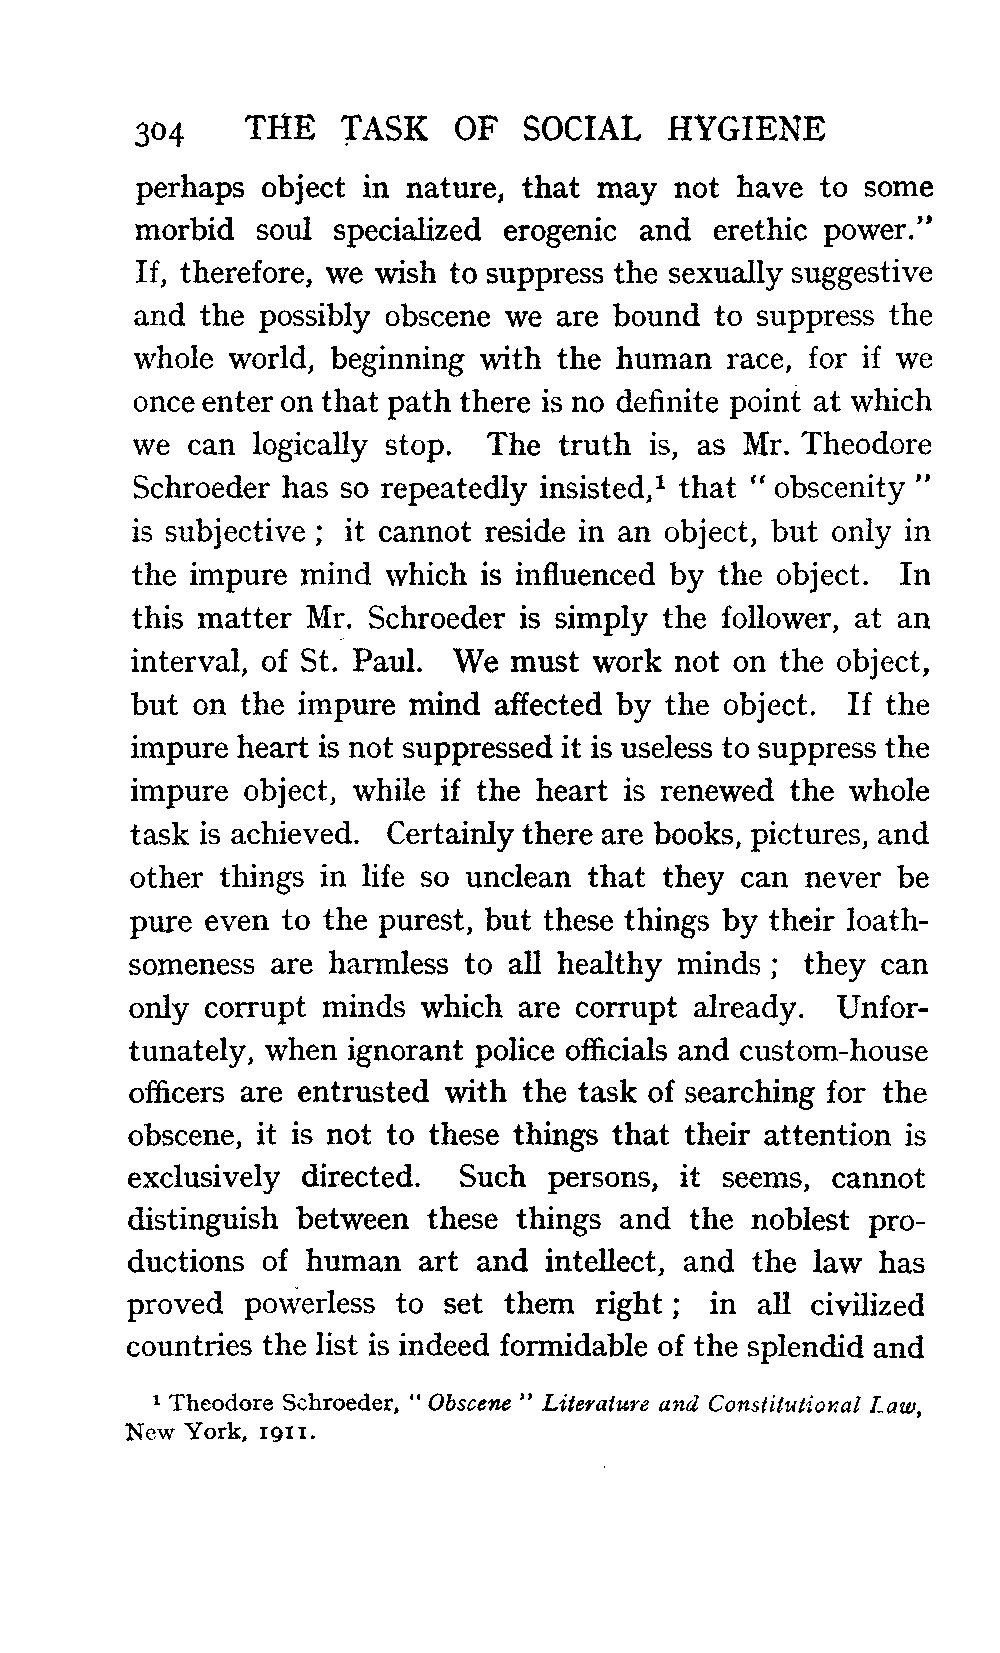 304 THE TASK OF SOCIAL HYGIENE
perhaps object in nature, that may not have to some
morbid soul specialized erogenic and erethic power."
If, therefore, we wish to suppress the sexually suggestive
and the possibly obscene we are bound to suppress the
whole world, beginning with the human race, for if we
once enter on that path there is no definite point at which
we can logically stop. The truth is, as Mr. Theodore
Schroeder has so repeatedly insisted,¹ that " obscenity "
is subjective ; it cannot reside in an object, but only in
the impure mind which is influenced by the object. In
this matter Mr. Schroeder is simply the follower, at an
interval, of St. Paul. We must work not on the object,
but on the impure mind affected by the object. If the
impure heart is not suppressed it is useless to suppress the
impure object, while if the heart is renewed the whole
task is achieved. Certainly there are books, pictures, and
other things in life so unclean that they can never be
pure even to the purest, but these things by their loath-
someness are harmless to all healthy minds ; they can
only corrupt minds which are corrupt already. Unfor-
tunately, when ignorant police officials and custom-house
officers are entrusted with the task of searching for the
obscene, it is not to these things that their attention is
exclusively directed. Such persons, it seems, cannot
distinguish between these things and the noblest pro-
ductions of human art and intellect, and the law has
proved powerless to set them right ; in all civilized
countries the list is indeed formidable of the splendid and
¹ Theodore Schroeder, " Obscene " Literature and Constitutional Law,
New York, 1911.